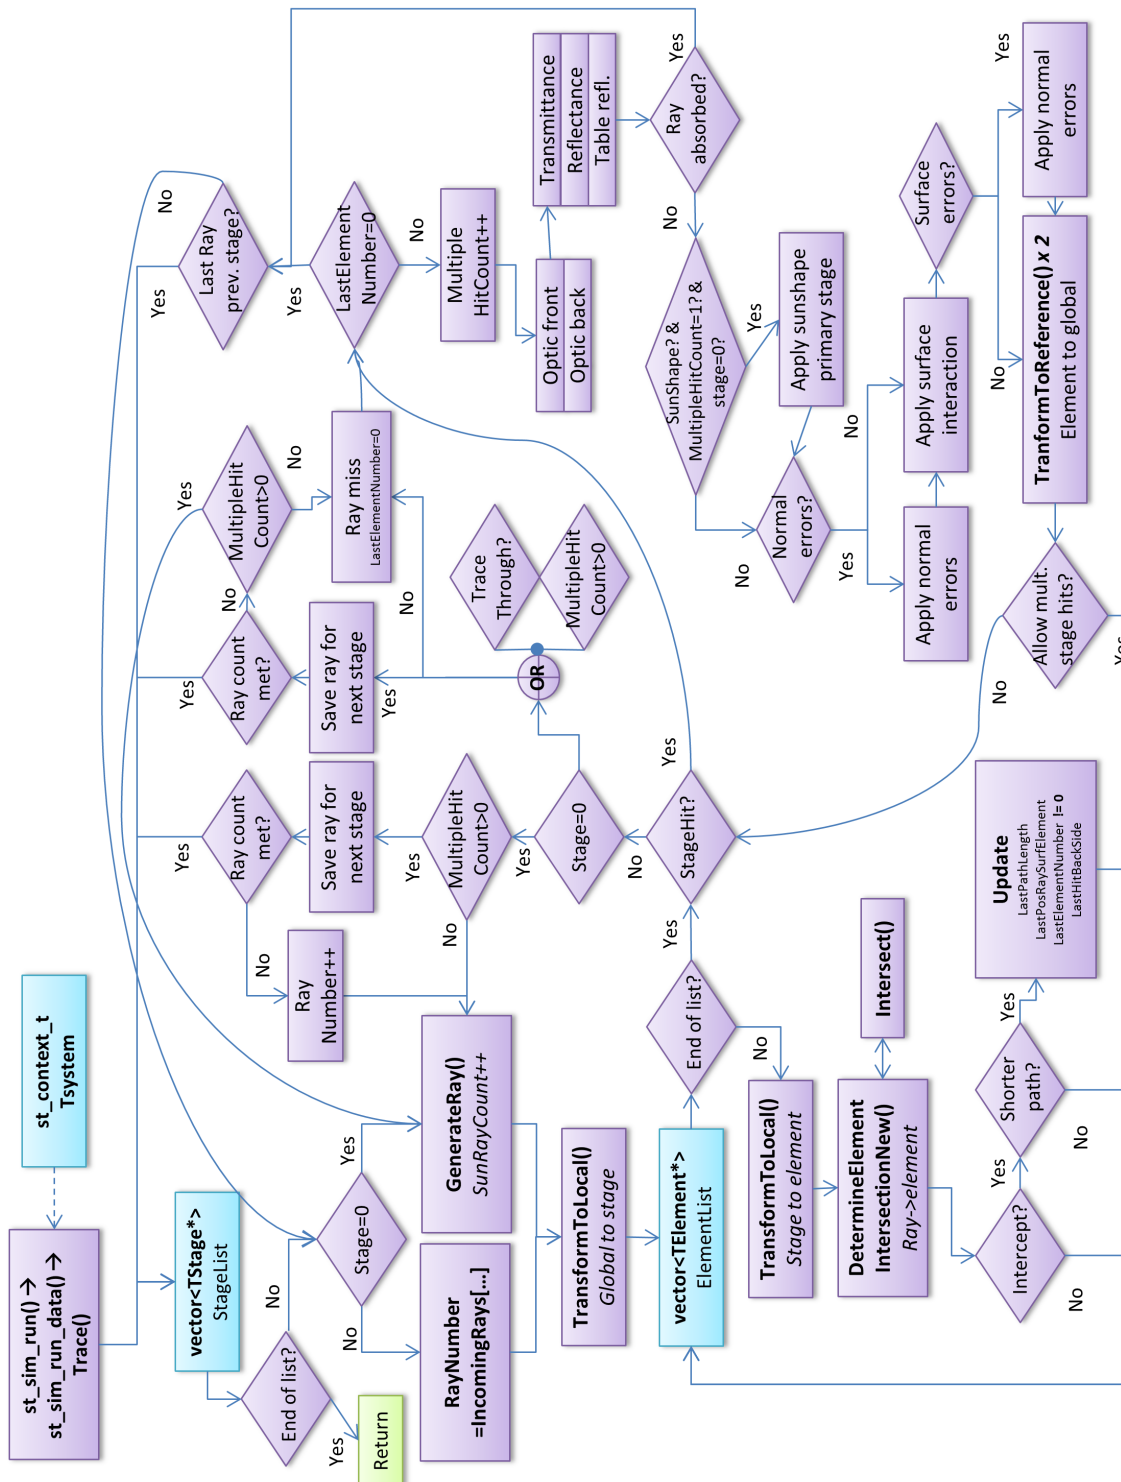 st_sim_run() →
st_sim_run_data() →
Trace()
st_context_t
Tsystem
vector<TStage*>
StageList
End of list?
Yes
Return
No
Stage=0
No
Yes
RayNumber
=IncomingRays[...]
GenerateRay()
SunRayCount++
TransformToLocal()
Global to stage
vector<TElement*>
ElementList
End of list?
Yes
No
TransformToLocal()
Stage to element
DetermineElement
IntersectionNew()
Ray->element
Intersect()
Intercept?
No
Yes
Shorter
path?
No
Yes
Update
LastPathLength
LastPosRaySurfElement
LastElementNumber != 0
LastHitBackSide
StageHit?
No
Yes
Stage=0
Yes
MultipleHit
Count>0
No
Yes
Save ray for
next stage
Ray count
met?
No
Yes
Ray
Number++
OR
Trace
Through?
MultipleHit
Count>0
Yes
No
Save ray for
next stage
Ray count
met?
Yes
No
MultipleHit
Count>0
Yes
No
Ray miss
LastElementNumber=0
Last Ray
prev. stage?
Yes
No
LastElement
Number=0
Yes
No
Multiple
HitCount++
Optic front
Optic back
Transmittance
Reflectance
Table refl.
Ray
absorbed?
Yes
No
SunShape? &
MultipleHitCount=1? &
stage=0?
Yes
No
Apply sunshape
primary stage
Normal
errors?
Yes
No
Apply normal
errors
Apply surface
interaction
Surface
errors?
No
Yes
Apply normal
errors
TranformToReference() x 2
Element to global
Allow mult.
stage hits?
No
Yes